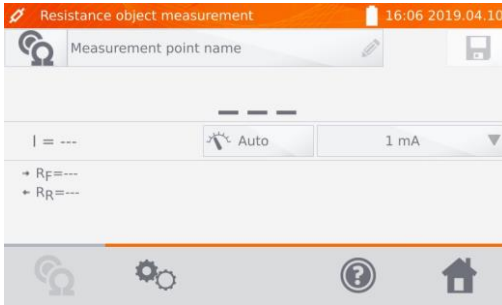 Resistance object measurement 16:06 2019.04.10
Measurement point name
– – –
I = --- Auto 1 mA
→ RF=---
← RR=---